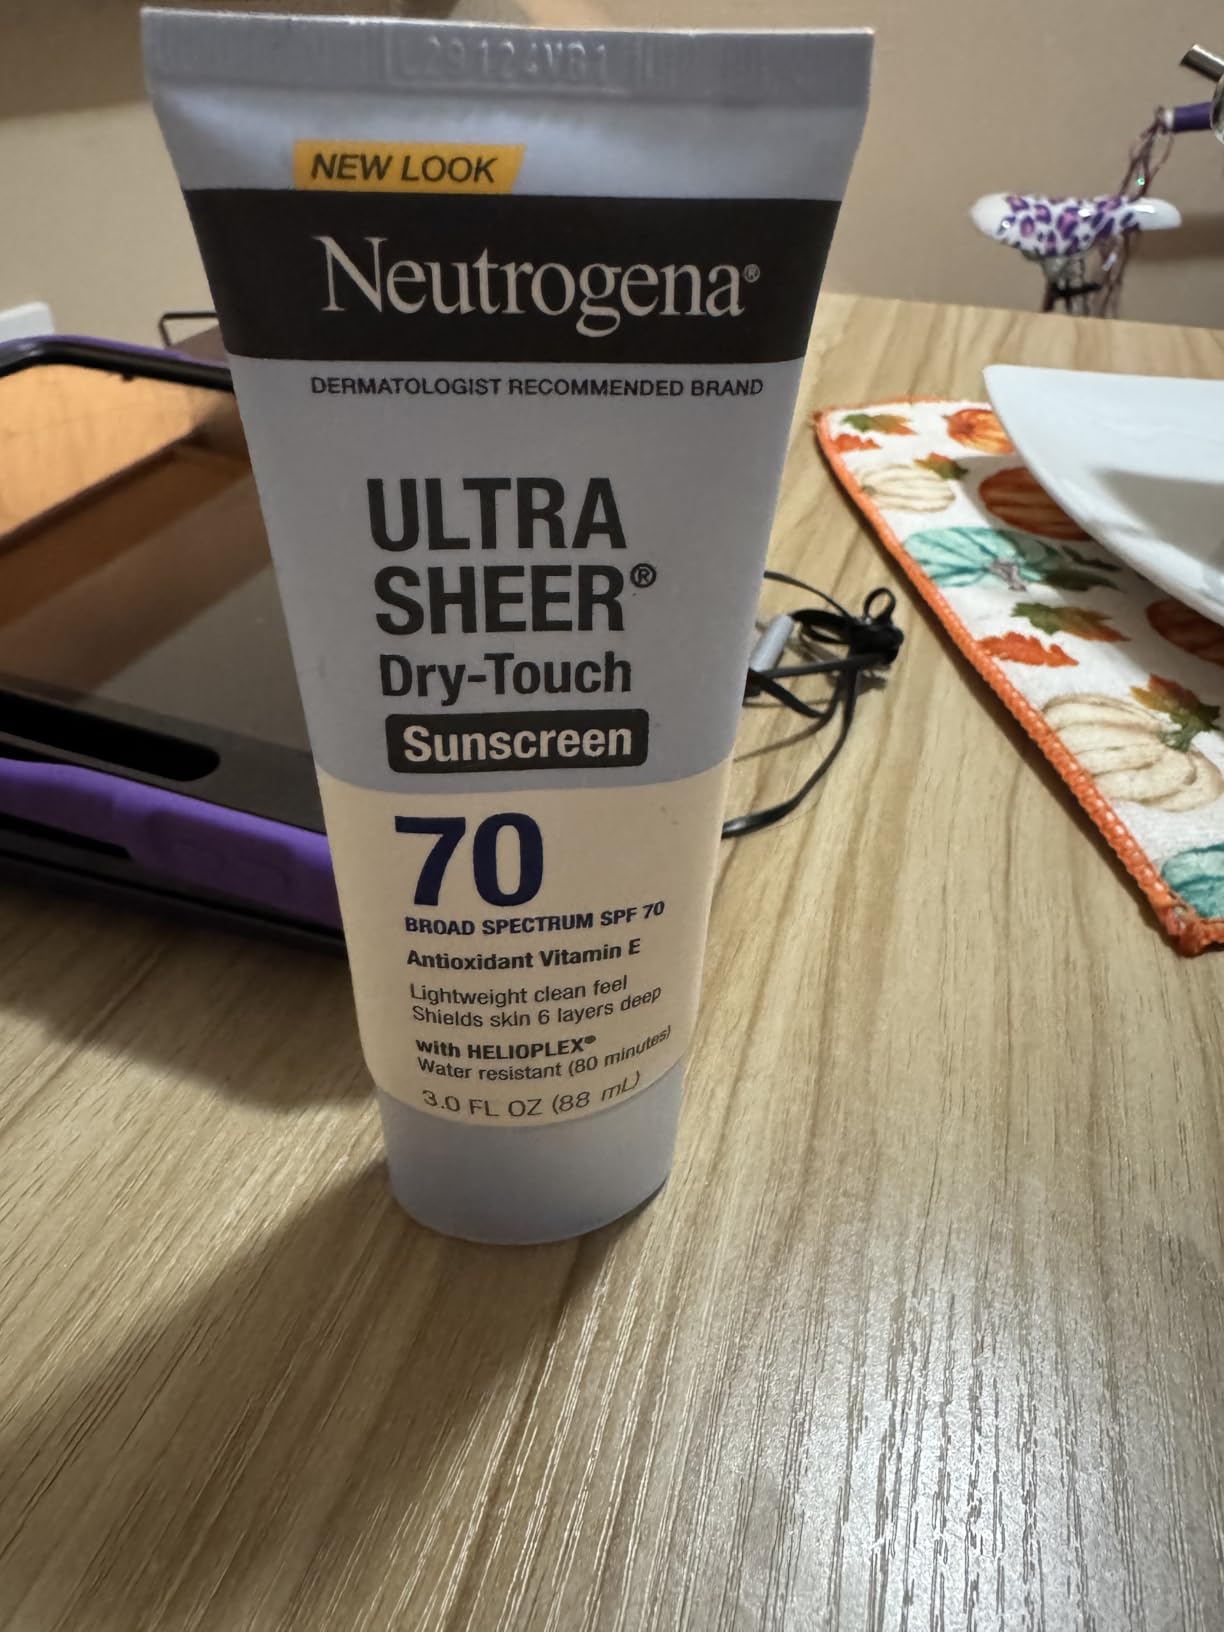 L29124VB1
NEW LOOK
Neutrogena®
DERMATOLOGIST RECOMMENDED BRAND
ULTRA
SHEER®
Dry-Touch
Sunscreen
70
BROAD SPECTRUM SPF 70
Antioxidant Vitamin E
Lightweight clean feel
Shields skin 6 layers deep
with HELIOPLEX®
Water resistant (80 minutes)
3.0 FL OZ (88 mL)